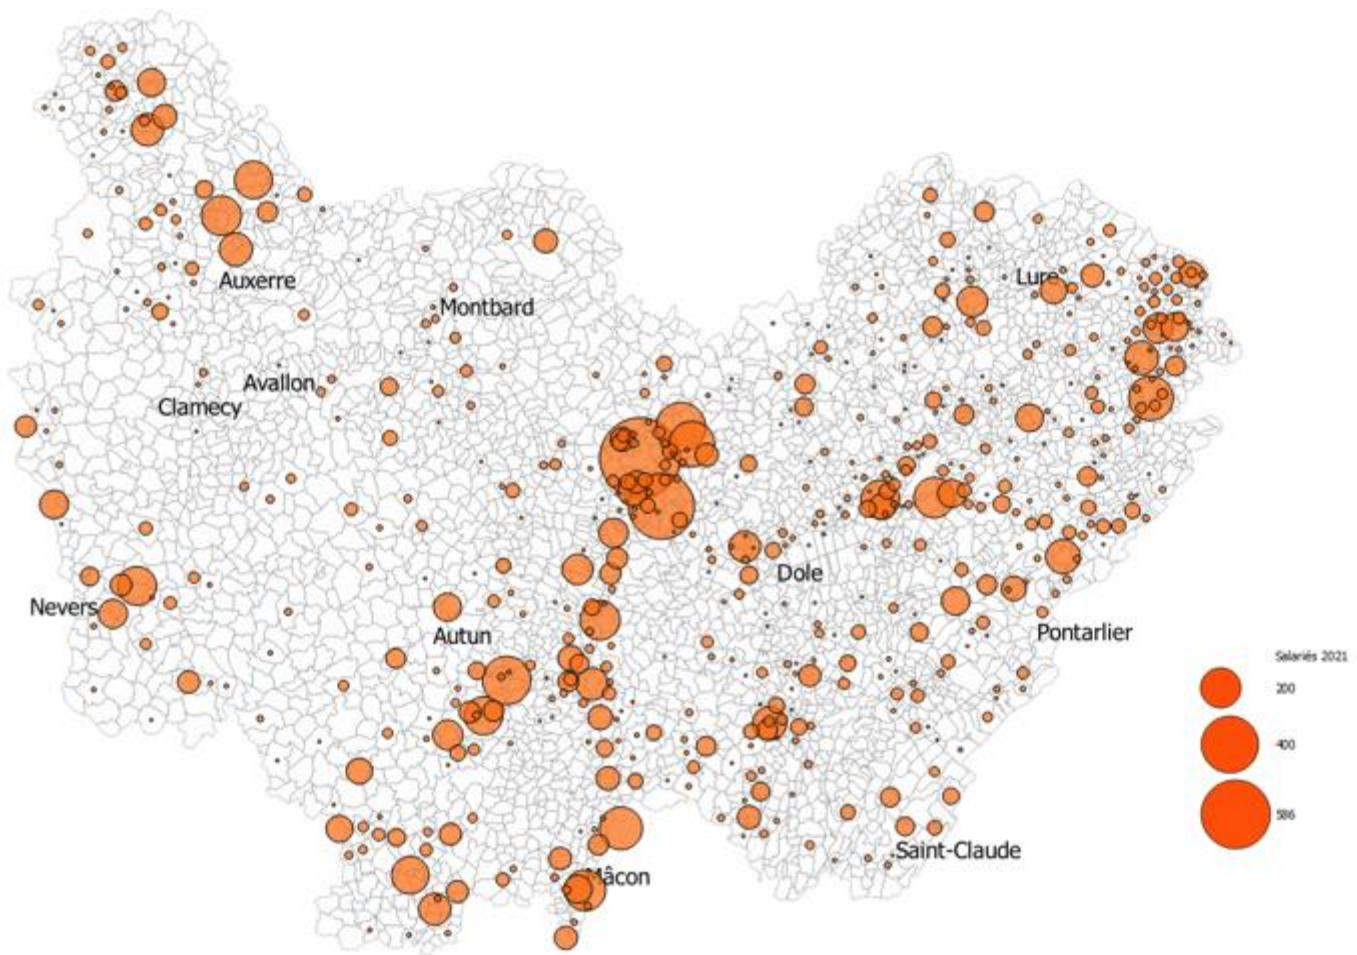 Lure
Auxerre
Montbard
Avallon
Clamecy
Dole
Nevers
Autun
Pontarlier
Salariés 2021
200
400
586
Saint-Claude
Mâcon